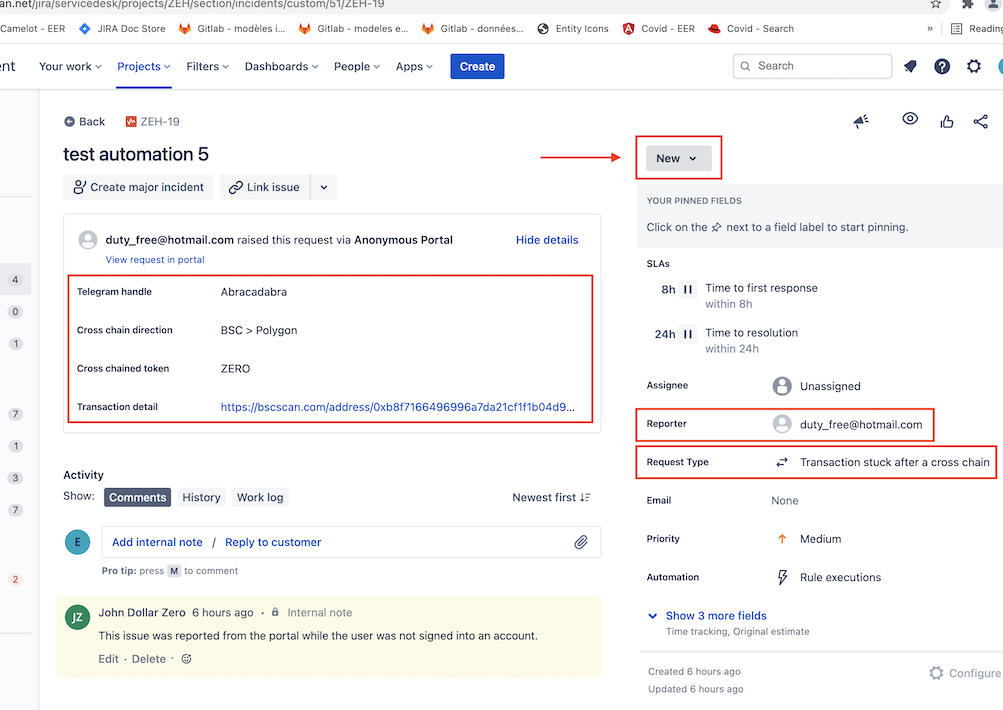 an.net/jira/servicedesk/projects/ZEH/section/incidents/custom/51/ZEH-19
Camelot - EER
JIRA Doc Store
Gitlab - modèles i...
Gitlab - modeles e...
Gitlab - données...
Entity Icons
Covid - EER
Covid - Search
»
Reading
nt
Your work
Projects
Filters
Dashboards
People
Apps
Create
Search
Back
ZEH-19
test automation 5
New
Create major incident
Link issue
YOUR PINNED FIELDS
Click on the next to a field label to start pinning.
duty_free@hotmail.com raised this request via Anonymous Portal
Hide details
View request in portal
Telegram handle
Abracadabra
Cross chain direction
BSC > Polygon
Cross chained token
ZERO
Transaction detail
https://bscscan.com/address/0xb8f7166496996a7da21cf1f1b04d9...
SLAs
8h
Time to first response
within 8h
24h
Time to resolution
within 24h
Assignee
Unassigned
Reporter
duty_free@hotmail.com
Request Type
Transaction stuck after a cross chain
Email
None
Priority
Medium
Automation
Rule executions
Show 3 more fields
Time tracking, Original estimate
Created 6 hours ago
Updated 6 hours ago
Configure
4
0
1
7
1
3
7
2
Activity
Show:
Comments
History
Work log
Newest first
E
Add internal note / Reply to customer
Pro tip: press M to comment
JZ
John Dollar Zero 6 hours ago · Internal note
This issue was reported from the portal while the user was not signed into an account.
Edit · Delete ·